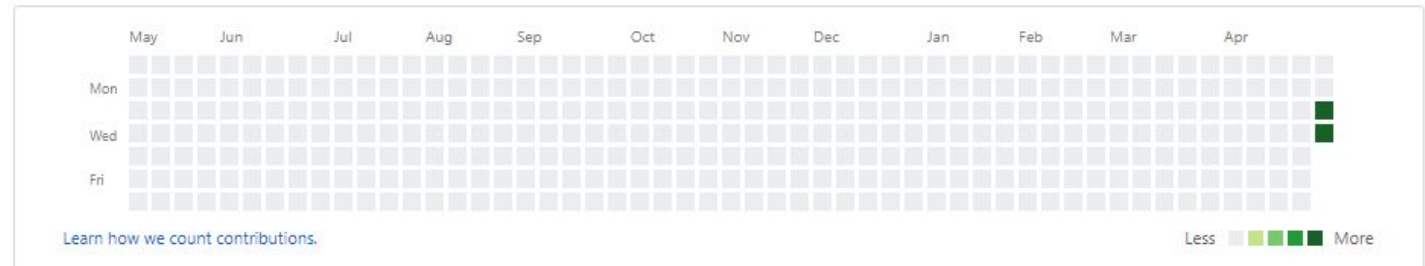 May Jun Jul Aug Sep Oct Nov Dec Jan Feb Mar Apr
Mon
Wed
Fri
Learn how we count contributions.
Less More